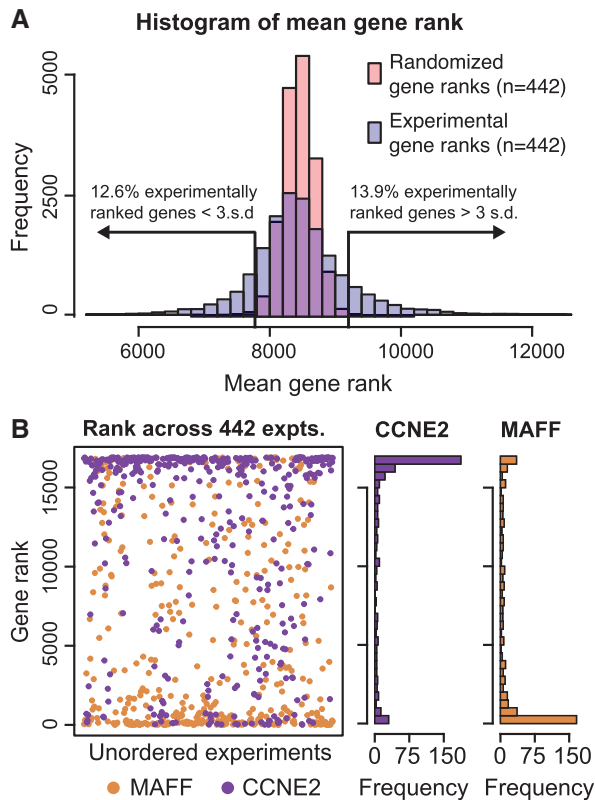 A
Histogram of mean gene rank
Frequency
5000
2500
0
Randomized
gene ranks (n=442)
Experimental
gene ranks (n=442)
12.6% experimentally
ranked genes < 3.s.d
13.9% experimentally
ranked genes > 3 s.d.
6000 8000 10000 12000
Mean gene rank
B
Rank across 442 expts.
CCNE2
MAFF
Gene rank
15000
10000
5000
0
Unordered experiments
MAFF CCNE2
0 75 150
Frequency
0 75 150
Frequency